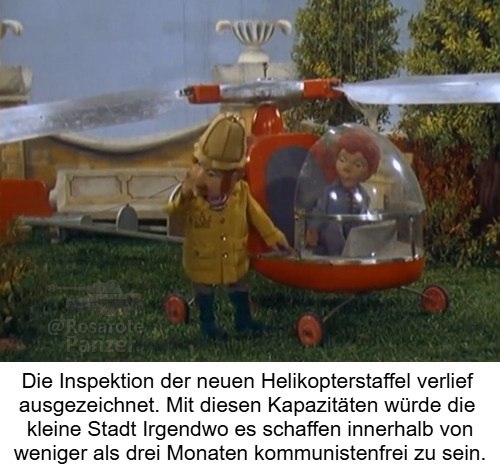 @Rosarote
Panzer
Die Inspektion der neuen Helikopterstaffel verlief
ausgezeichnet. Mit diesen Kapazitäten würde die
kleine Stadt Irgendwo es schaffen innerhalb von
weniger als drei Monaten kommunistenfrei zu sein.